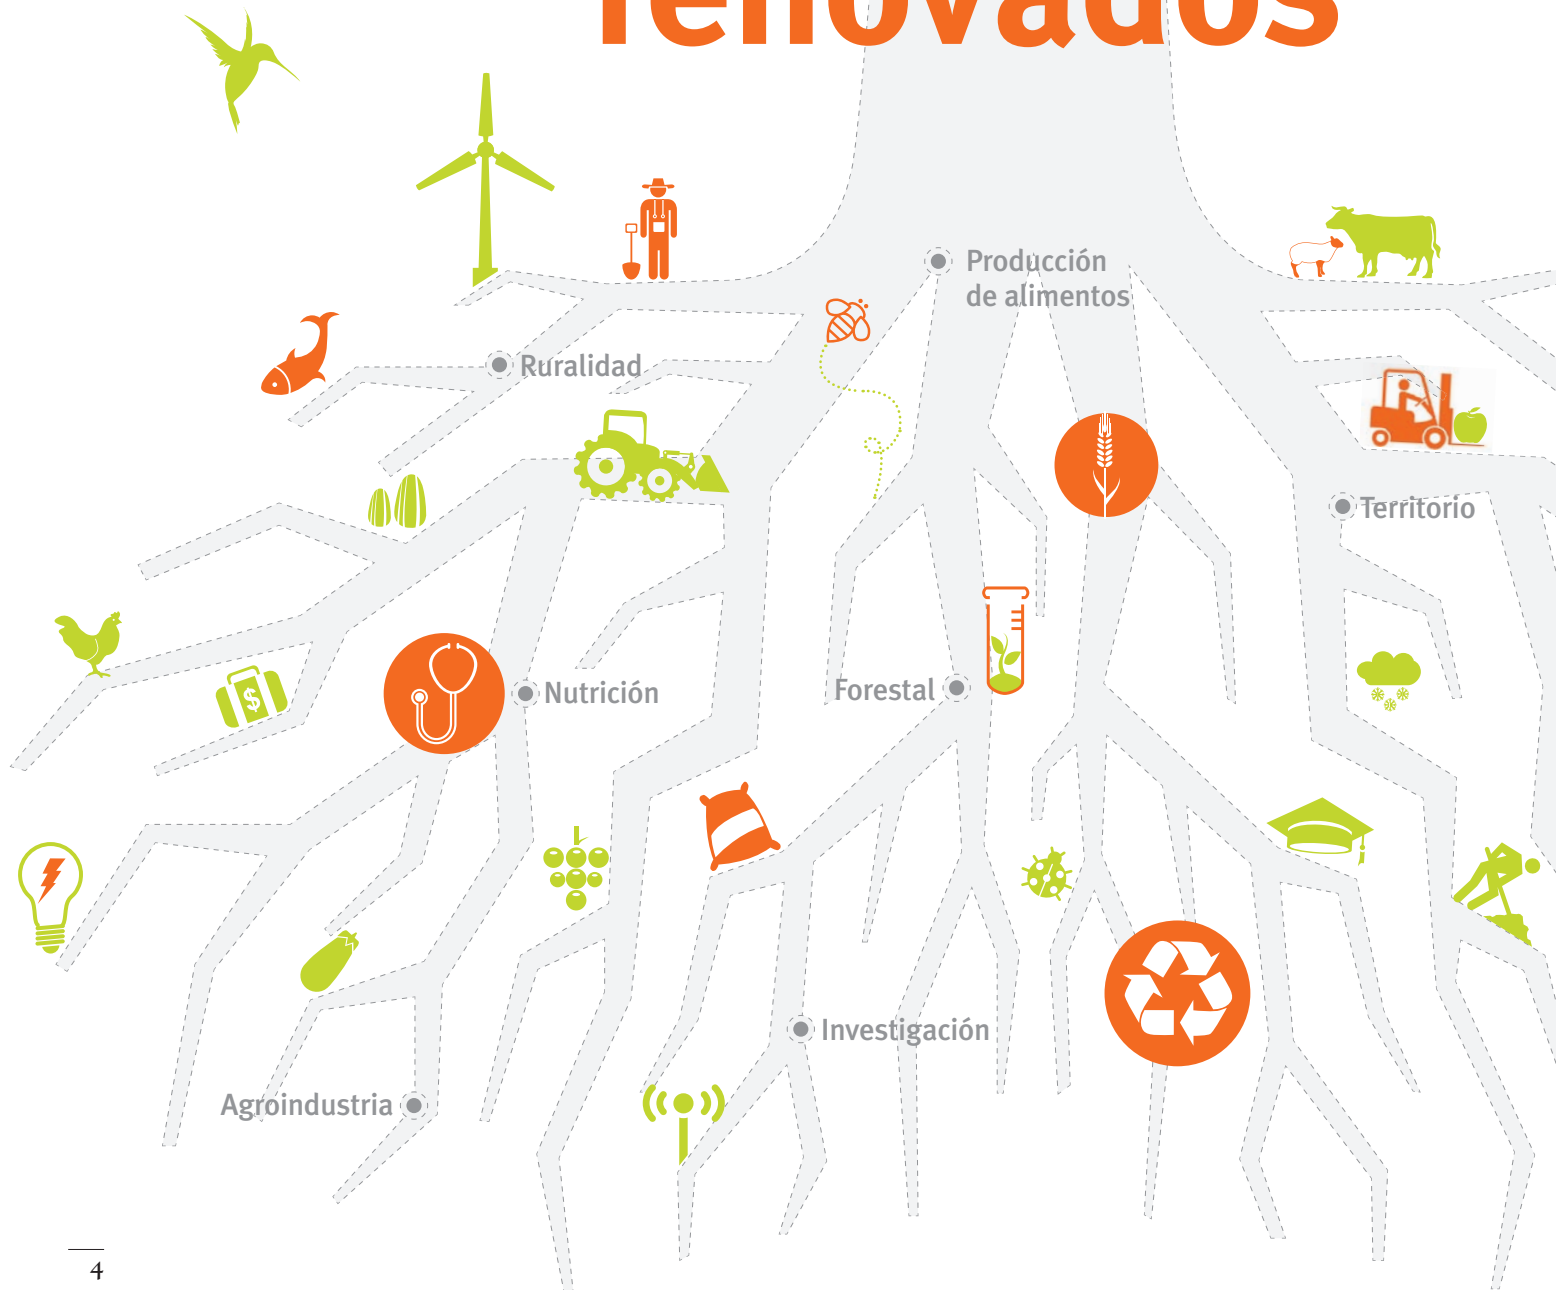 renovados
Producción
de alimentos
Ruralidad
Territorio
Nutrición
Forestal
$
Investigación
Agroindustria
4